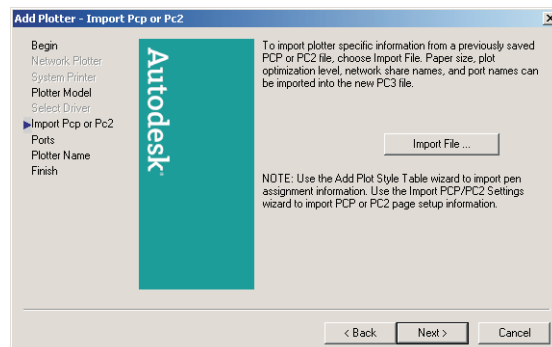 Add Plotter - Import Pcp or Pc2
Begin
Network Plotter
System Printer
Plotter Model
Select Driver
Import Pcp or Pc2
Ports
Plotter Name
Finish
Autodesk
To import plotter specific information from a previously saved
PCP or PC2 file, choose Import File. Paper size, plot
optimization level, network share names, and port names can
be imported into the new PC3 file.
Import File ...
NOTE: Use the Add Plot Style Table wizard to import pen
assignment information. Use the Import PCP/PC2 Settings
wizard to import PCP or PC2 page setup information.
< Back
Next >
Cancel